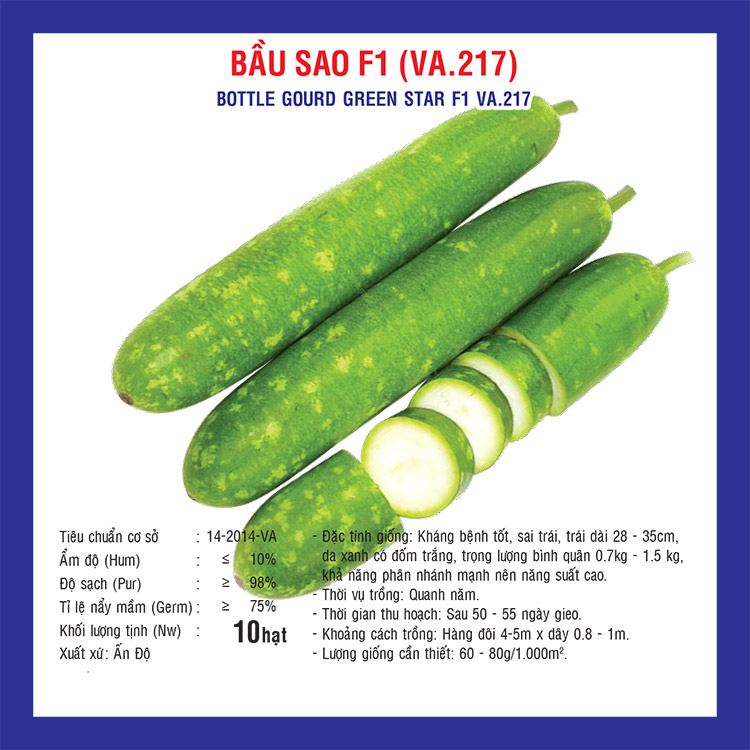 BẦU SAO F1 (VA.217)
BOTTLE GOURD GREEN STAR F1 VA.217
Tiêu chuẩn cơ sở : 14-2014-VA
Ẩm độ (Hum) : ≤ 10%
Độ sạch (Pur) : ≥ 98%
Tỉ lệ nẩy mầm (Germ) : ≥ 75%
Khối lượng tịnh (Nw) : 10hạt
Xuất xứ: Ấn Độ
- Đặc tính giống: Kháng bệnh tốt, sai trái, trái dài 28 - 35cm,
da xanh có đốm trắng, trọng lượng bình quân 0.7kg - 1.5 kg,
khả năng phân nhánh mạnh nên năng suất cao.
- Thời vụ trồng: Quanh năm.
- Thời gian thu hoạch: Sau 50 - 55 ngày gieo.
- Khoảng cách trồng: Hàng đôi 4-5m x dây 0.8 - 1m.
- Lượng giống cần thiết: 60 - 80g/1.000m².